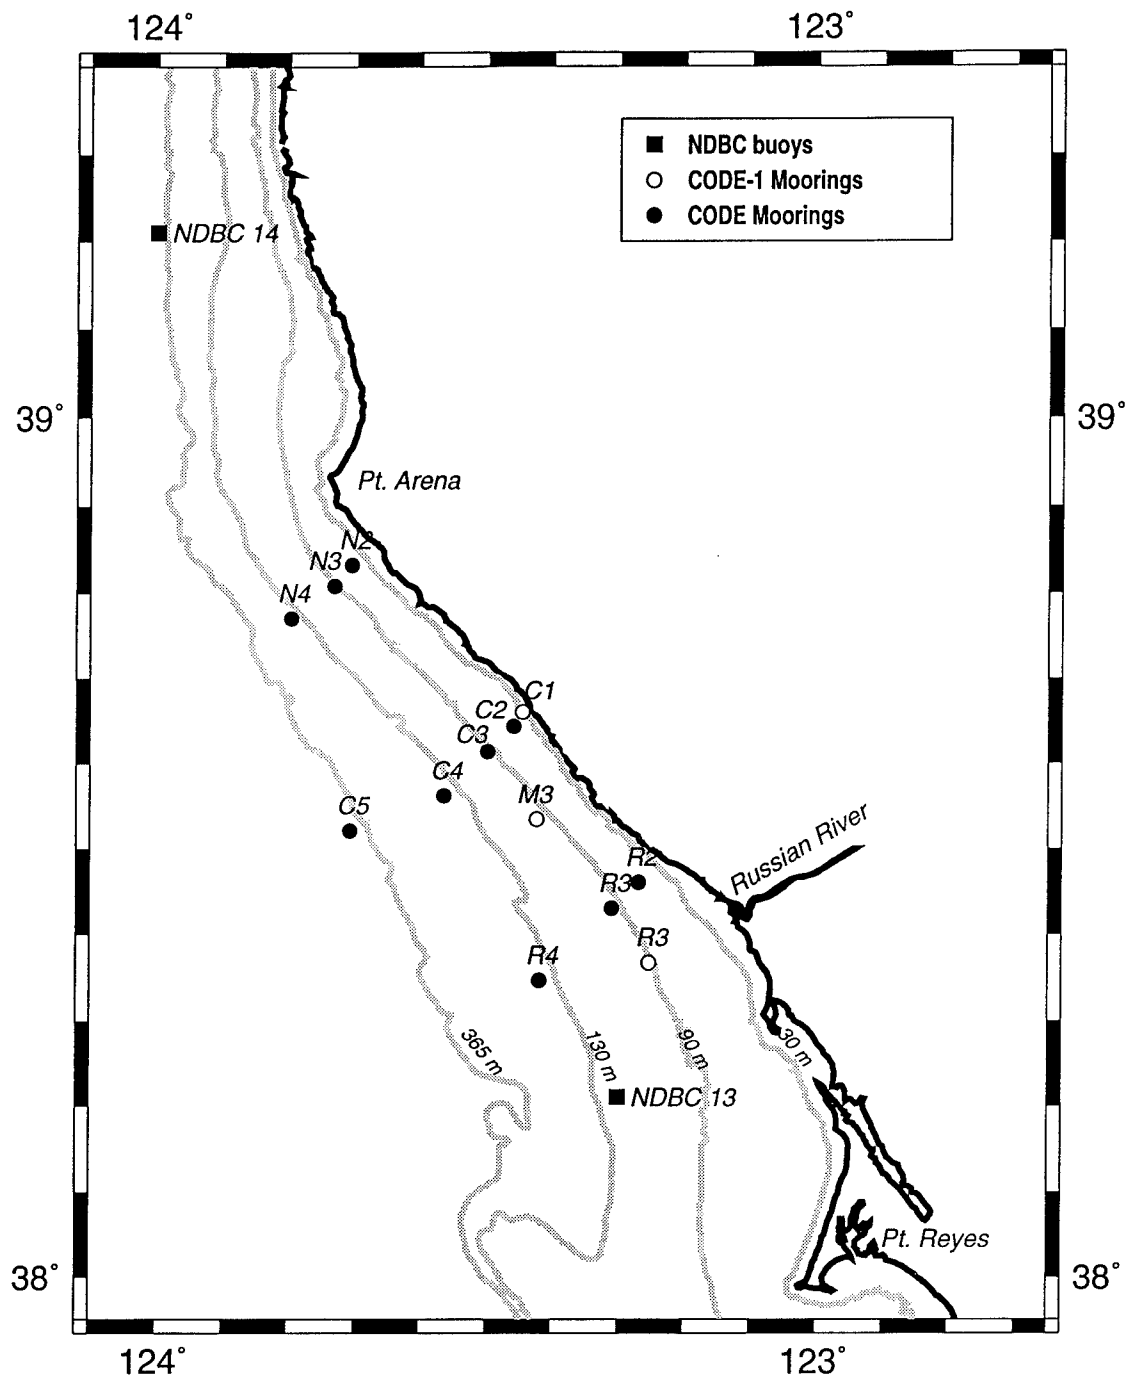 124°
123°
NDBC buoys
CODE-1 Moorings
CODE Moorings
NDBC 14
39°
39°
Pt. Arena
N2
N3
N4
C1
C2
C3
C4
M3
C5
Russian River
R2
R3
R3
R4
365 m
130 m
90 m
30 m
NDBC 13
Pt. Reyes
38°
38°
124°
123°